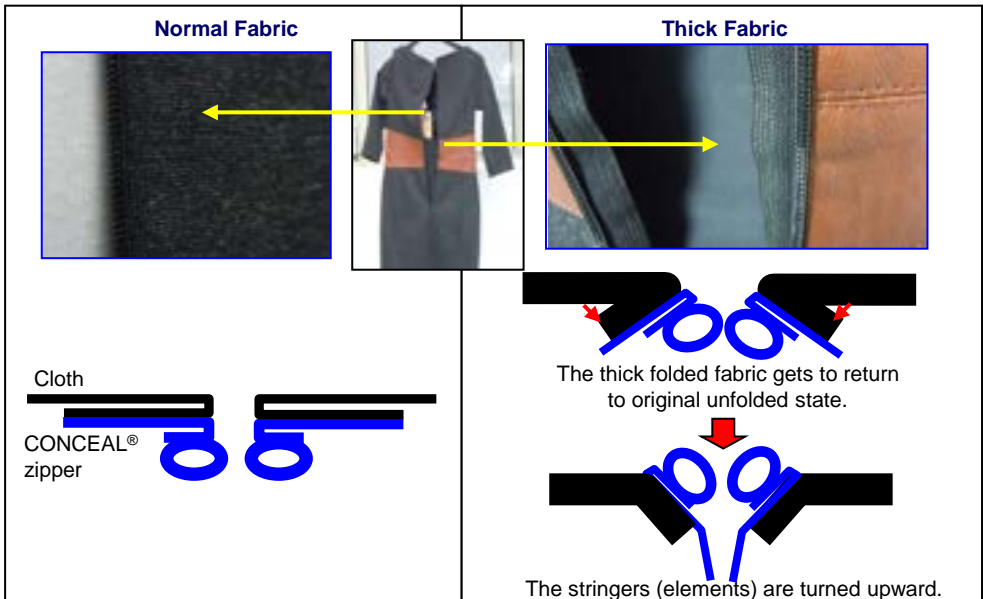 Normal Fabric
Cloth
CONCEAL®
zipper
Thick Fabric
The thick folded fabric gets to return
to original unfolded state.
The stringers (elements) are turned upward.